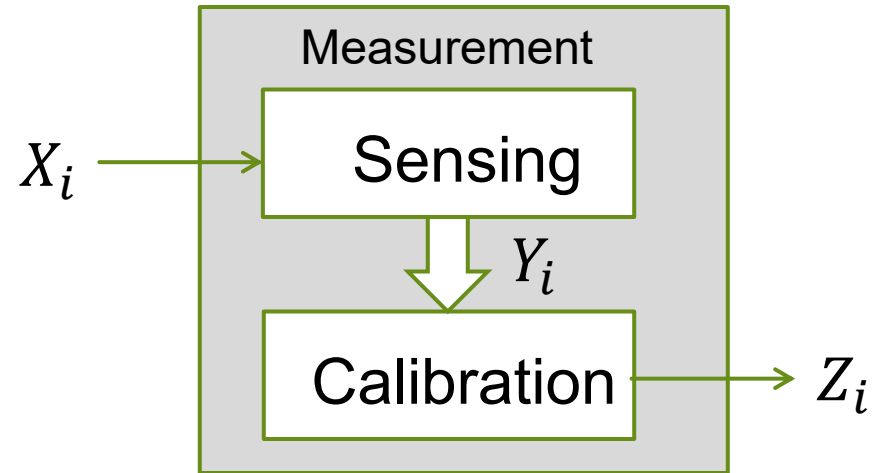 Measurement
Sensing
X_i
Y_i
Calibration
Z_i